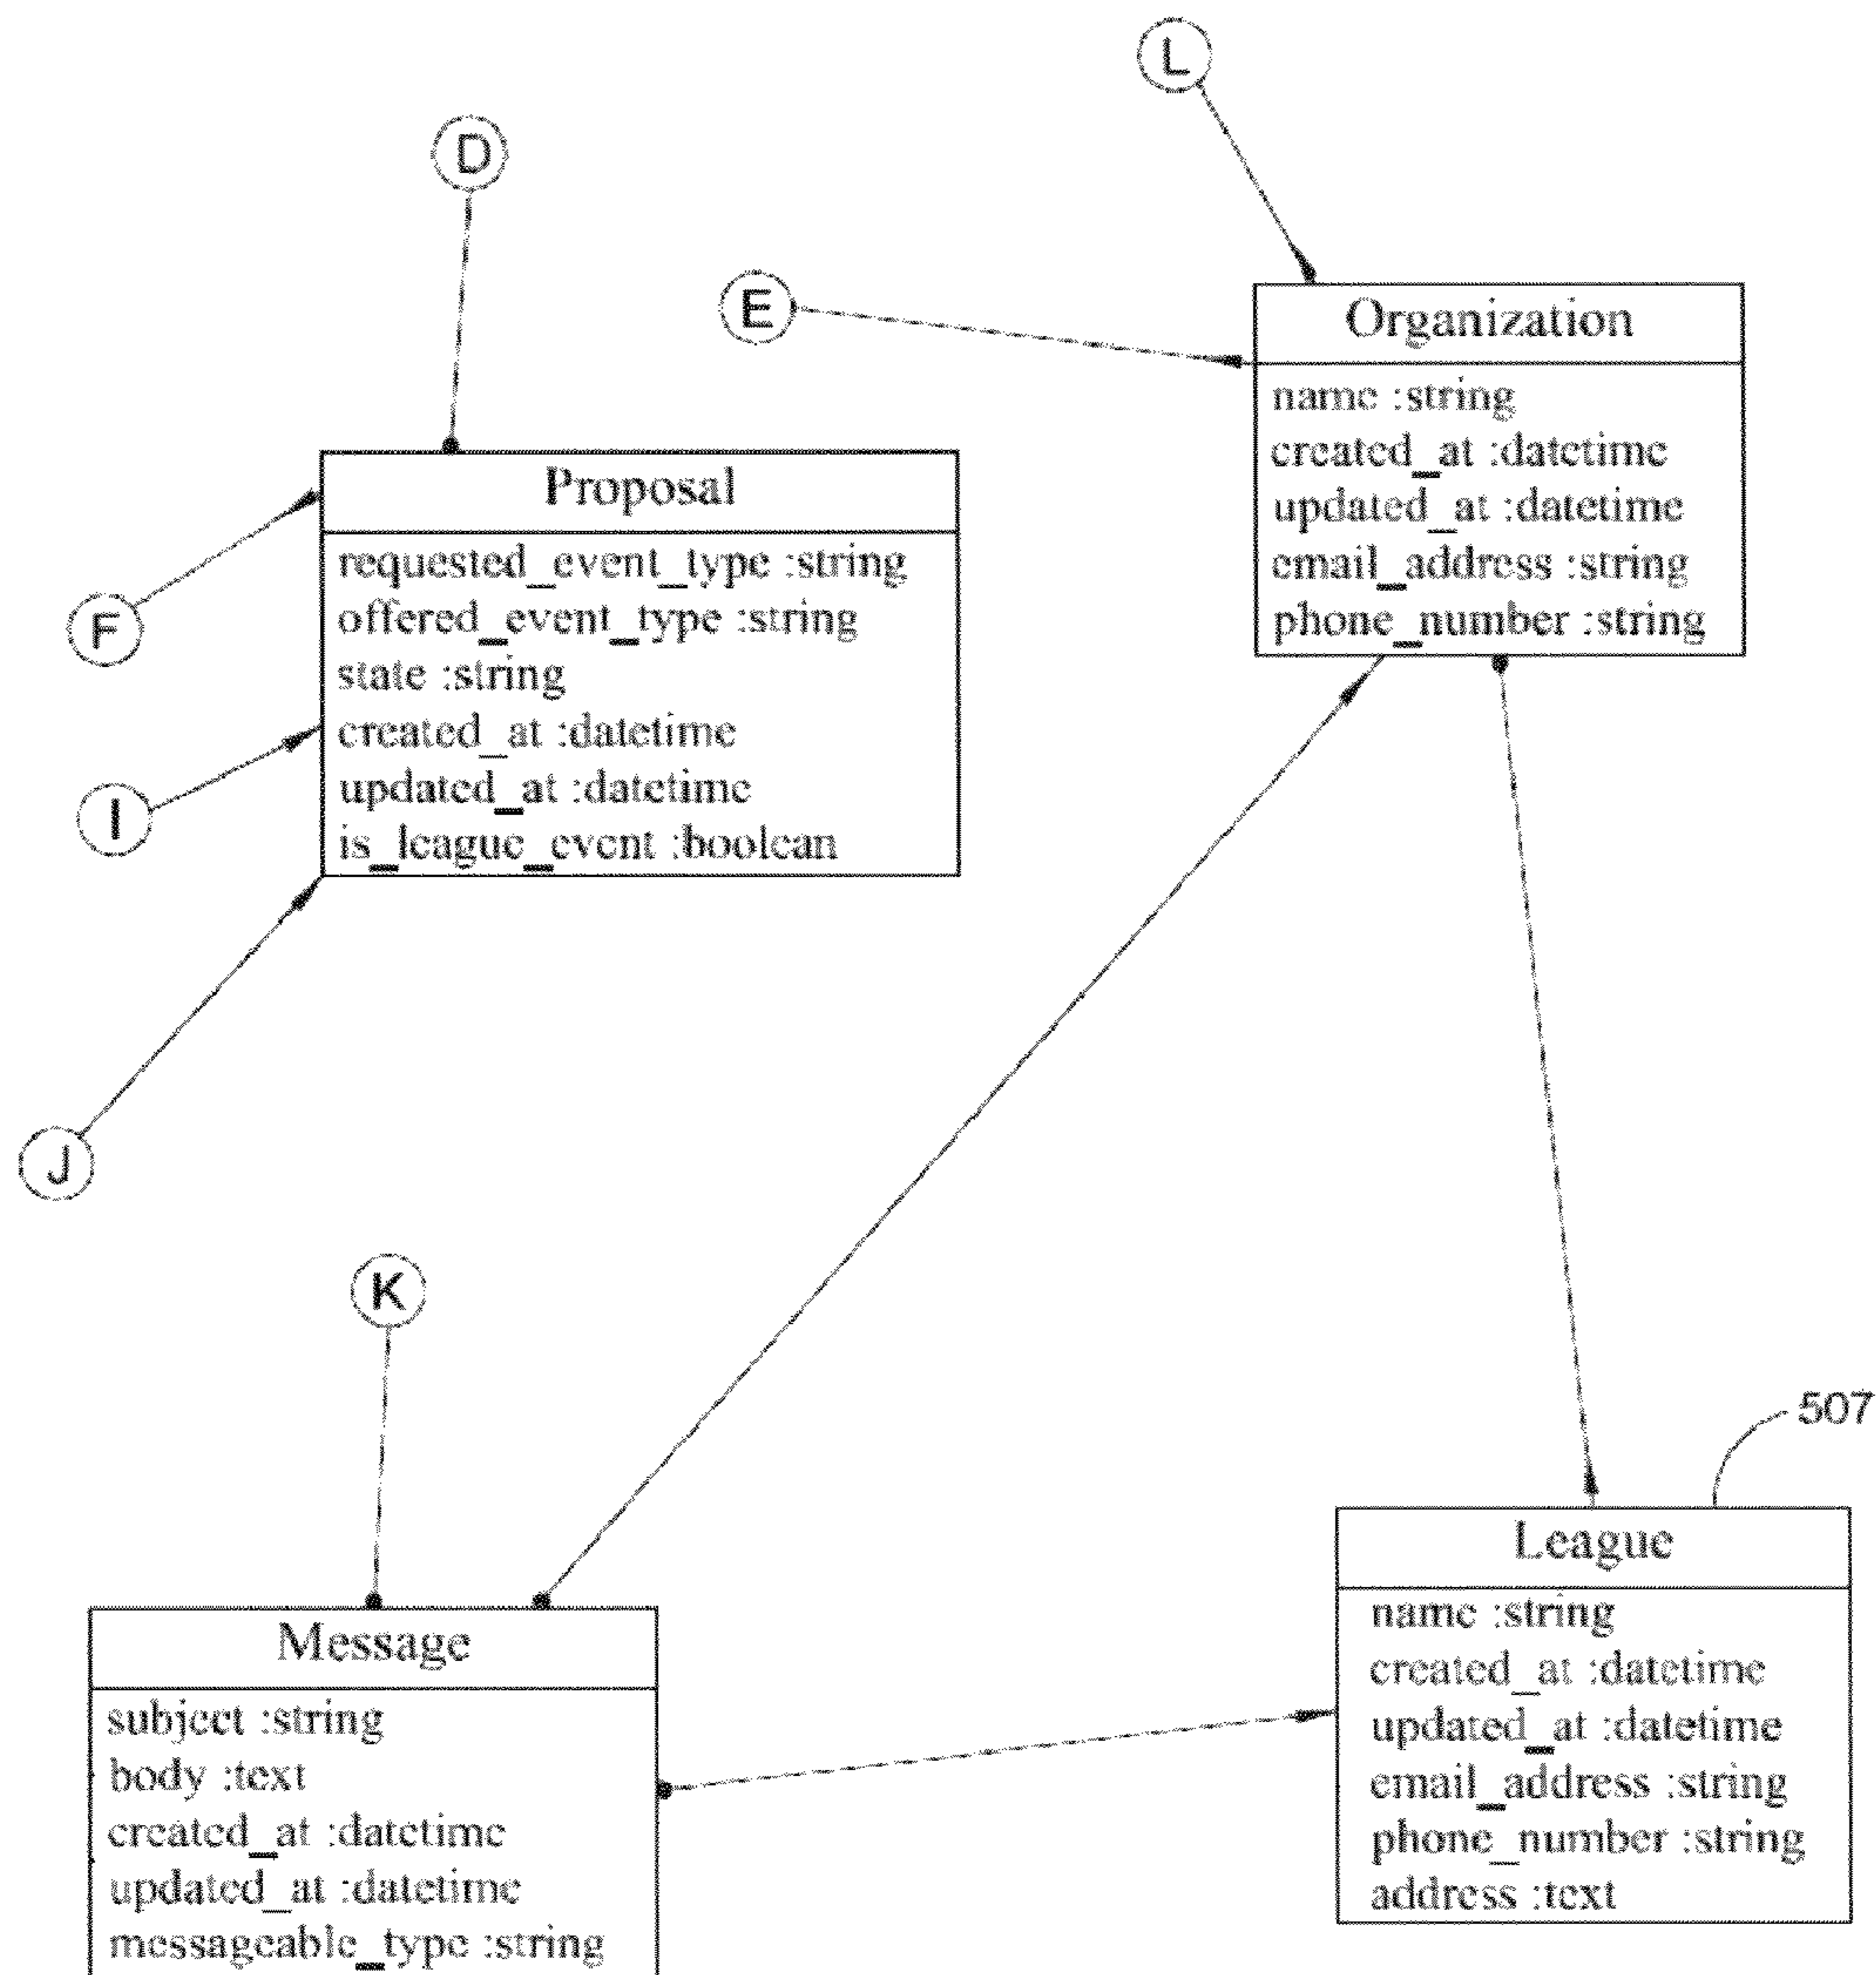 L
D
E
Organization
name :string
created_at :datetime
updated_at :datetime
email_address :string
phone_number :string
Proposal
requested_event_type :string
offered_event_type :string
state :string
created_at :datetime
updated_at :datetime
is_league_event :boolean
F
I
J
K
507
League
name :string
created_at :datetime
updated_at :datetime
email_address :string
phone_number :string
address :text
Message
subject :string
body :text
created_at :datetime
updated_at :datetime
messageable_type :string